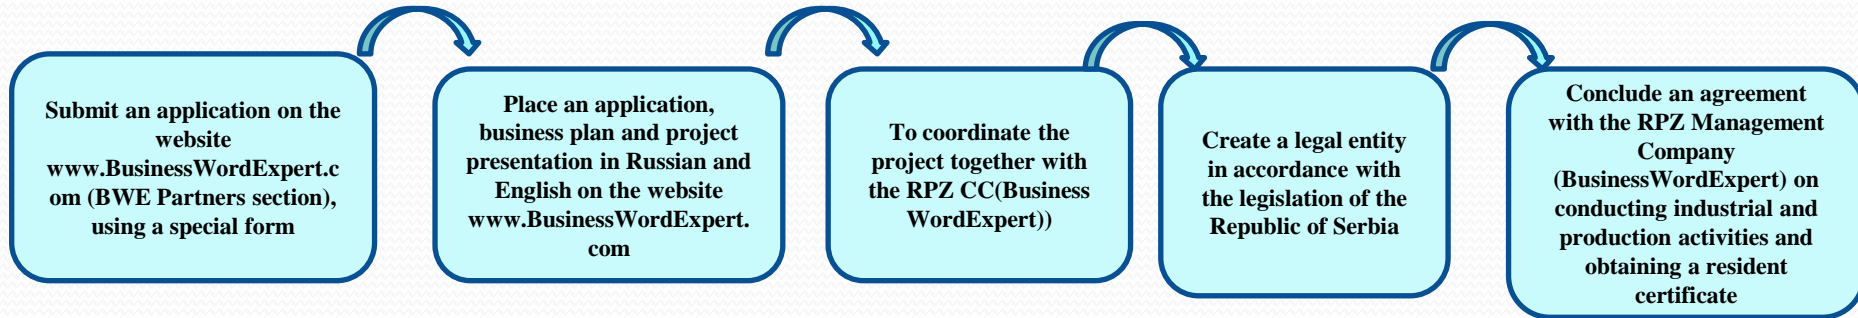 Submit an application on the
website
www.BusinessWordExpert.c
om (BWE Partners section),
using a special form
Place an application,
business plan and project
presentation in Russian and
English on the website
www.BusinessWordExpert.
com
To coordinate the
project together with
the RPZ CC(Business
WordExpert))
Create a legal entity
in accordance with
the legislation of the
Republic of Serbia
Conclude an agreement
with the RPZ Management
Company
(BusinessWordExpert) on
conducting industrial and
production activities and
obtaining a resident
certificate